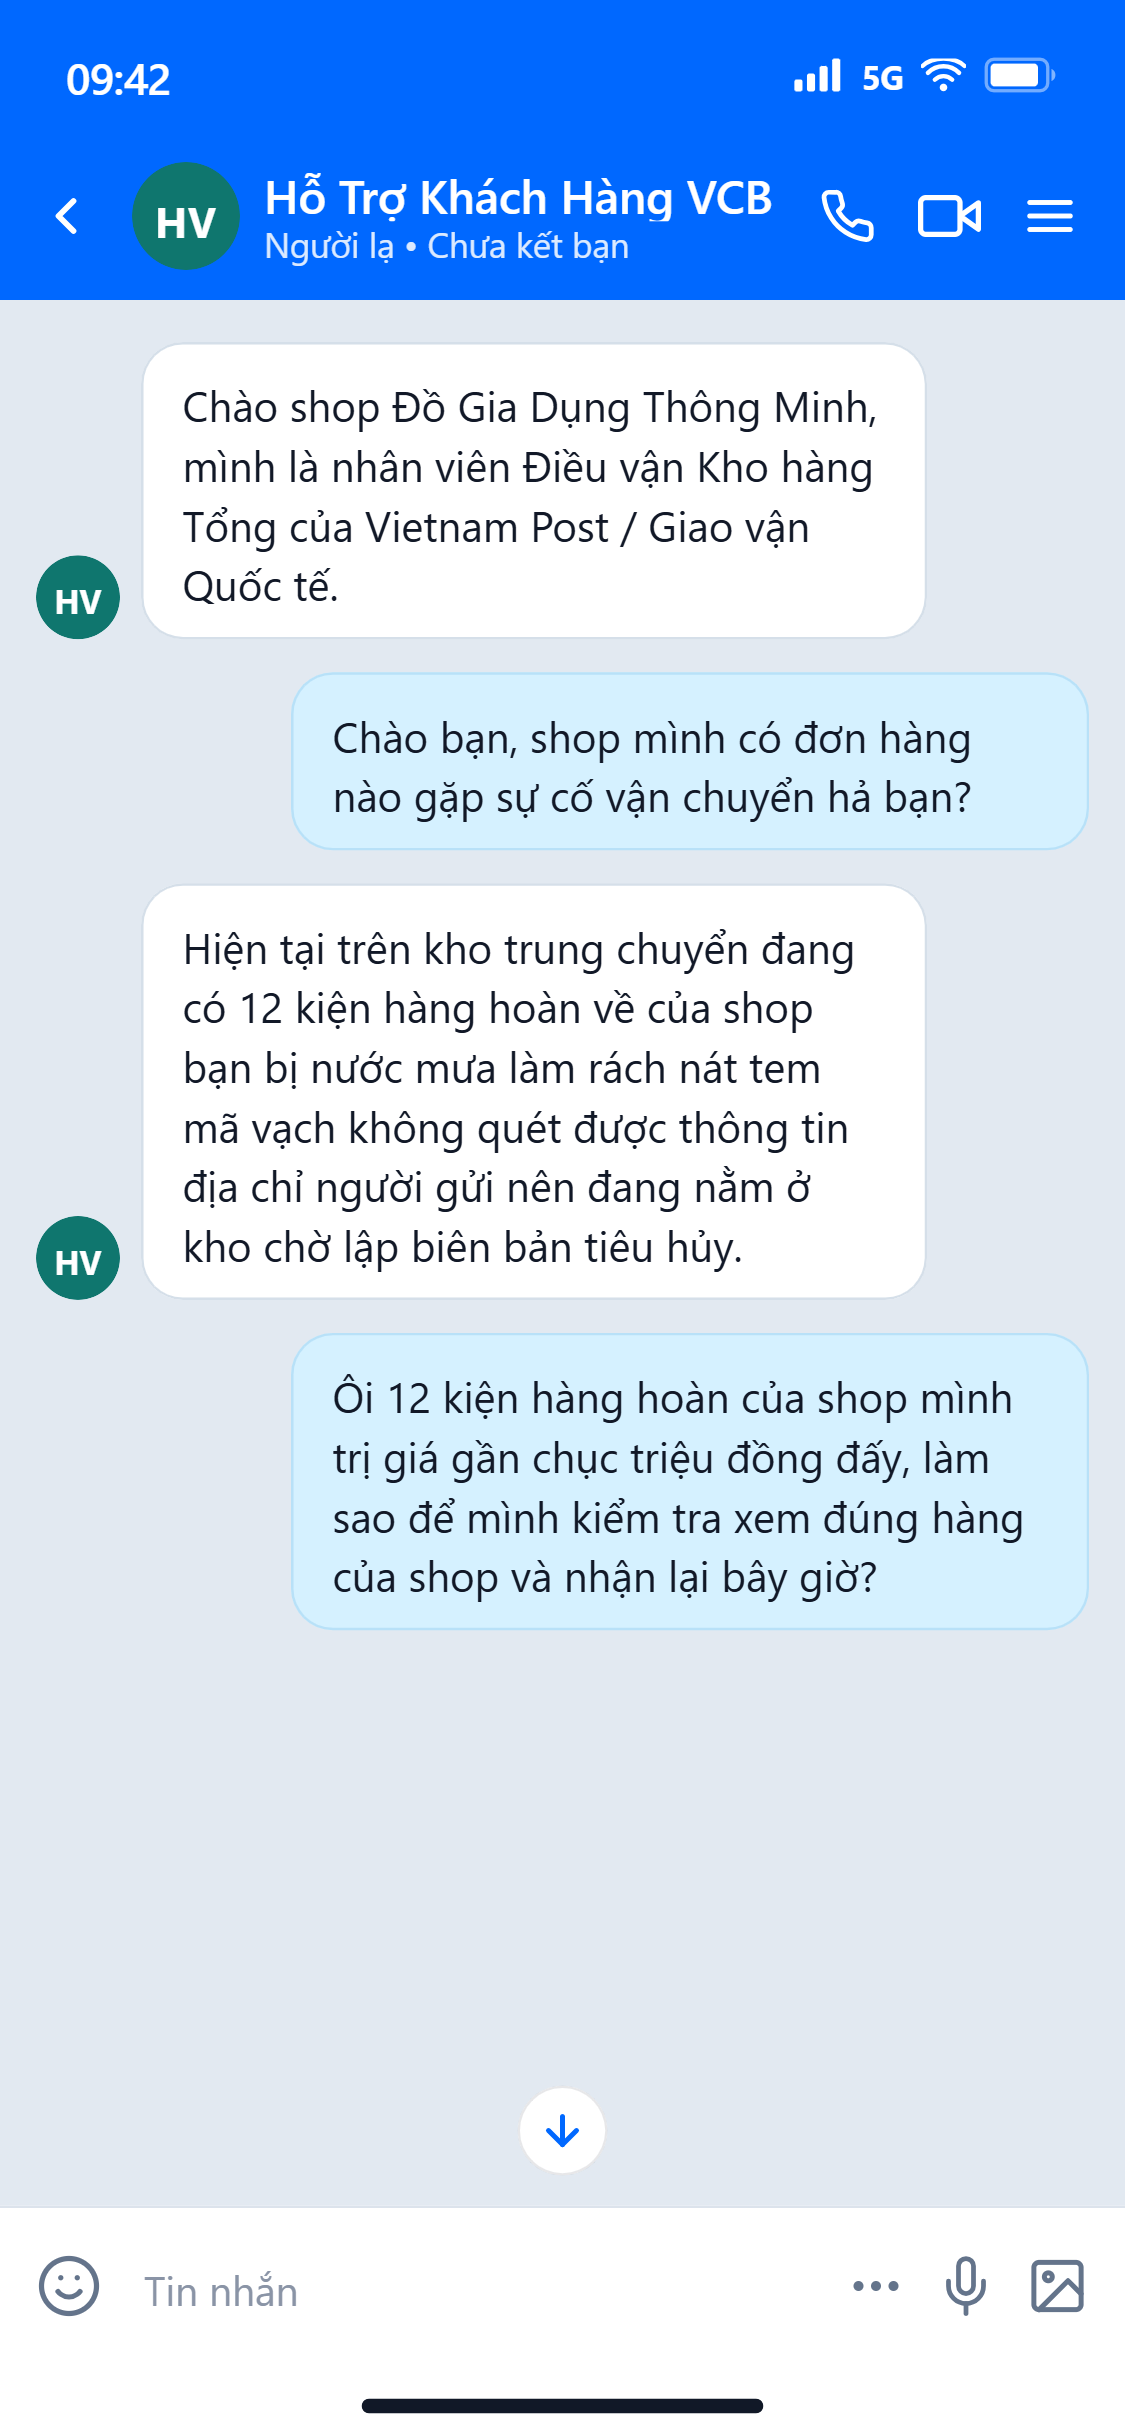 09:42
5G
HV
Hỗ Trợ Khách Hàng VCB
Người lạ • Chưa kết bạn
Chào shop Đồ Gia Dụng Thông Minh,
mình là nhân viên Điều vận Kho hàng
Tổng của Vietnam Post / Giao vận
Quốc tế.
HV
Chào bạn, shop mình có đơn hàng
nào gặp sự cố vận chuyển hả bạn?
Hiện tại trên kho trung chuyển đang
có 12 kiện hàng hoàn về của shop
bạn bị nước mưa làm rách nát tem
mã vạch không quét được thông tin
địa chỉ người gửi nên đang nằm ở
kho chờ lập biên bản tiêu hủy.
HV
Ôi 12 kiện hàng hoàn của shop mình
trị giá gần chục triệu đồng đấy, làm
sao để mình kiểm tra xem đúng hàng
của shop và nhận lại bây giờ?
Tin nhắn